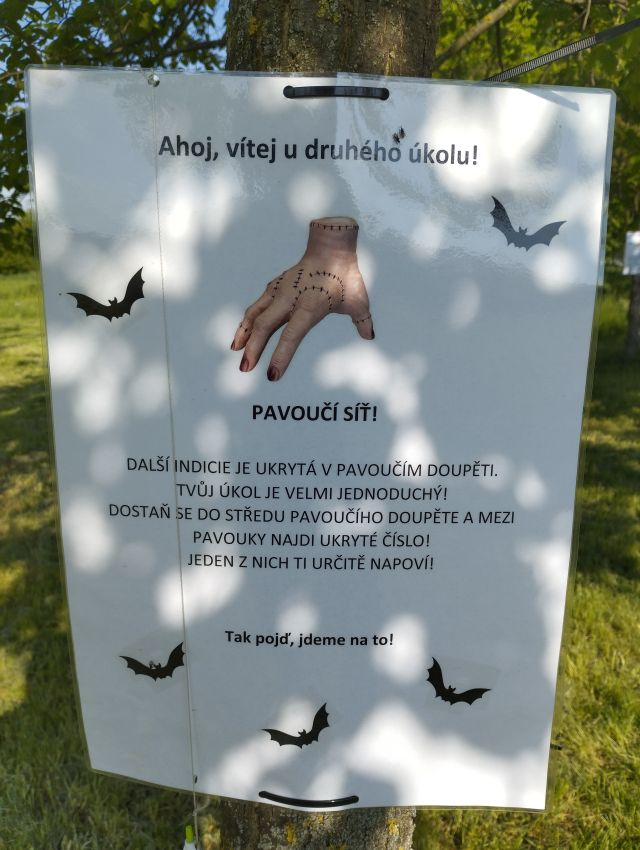 Ahoj, vítej u druhého úkolu!
PAVOUČÍ SÍŤ!
DALŠÍ INDICIE JE UKRYTÁ V PAVOUČÍM DOUPĚTI.
TVŮJ ÚKOL JE VELMI JEDNODUCHÝ!
DOSTAŇ SE DO STŘEDU PAVOUČÍHO DOUPĚTE A MEZI
PAVOUKY NAJDI UKRYTÉ ČÍSLO!
JEDEN Z NICH TI URČITĚ NAPOVÍ!
Tak pojď, jdeme na to!